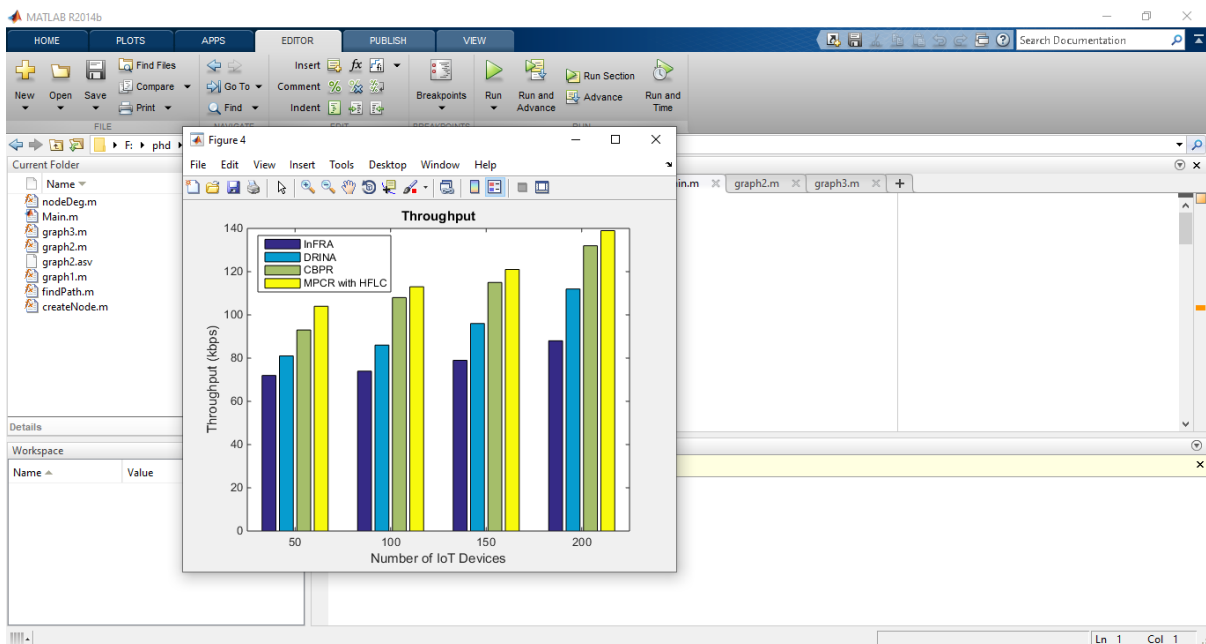 MATLAB R2014b
HOME PLOTS APPS EDITOR PUBLISH VIEW
Search Documentation
New Open Save
Find Files
Compare
Print
Go To
Find
Insert
Comment
Indent
Breakpoints
Run
Run and Advance
Run Section
Advance
Run and Time
FILE
F: phd
Current Folder
Name
nodeDeg.m
Main.m
graph3.m
graph2.m
graph2.asv
graph1.m
findPath.m
createNode.m
Details
Workspace
Name Value
in.m graph2.m graph3.m
Figure 4
File Edit View Insert Tools Desktop Window Help
Throughput
InFRA
DRINA
CBPR
MPCR with HFLC
Throughput (kbps)
140
120
100
80
60
40
20
0
50 100 150 200
Number of IoT Devices
Ln 1 Col 1